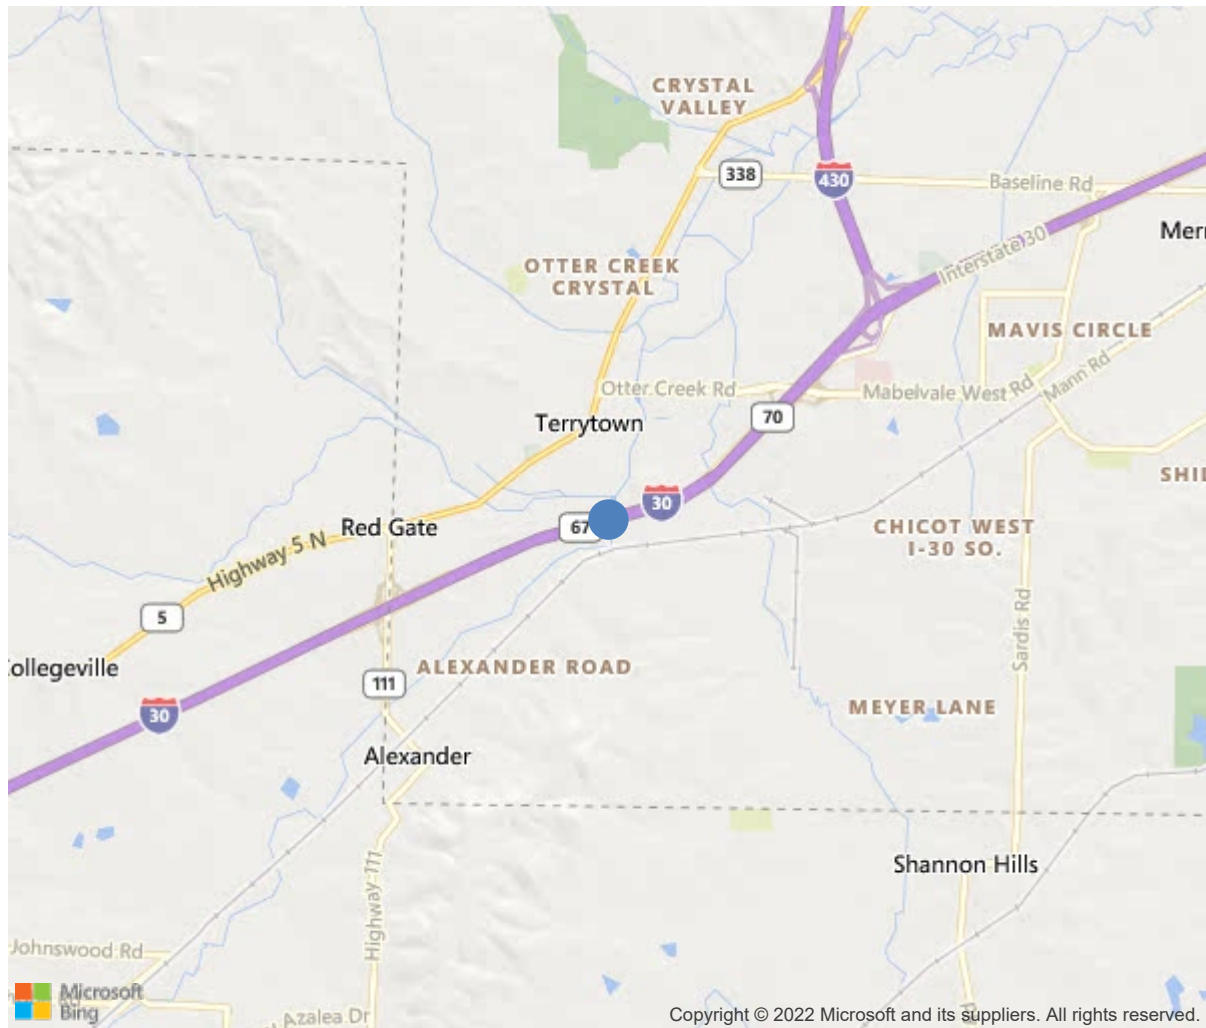 CRYSTAL
VALLEY
338
430
Baseline Rd
Interstate 30
OTTER CREEK
CRYSTAL
MAVIS CIRCLE
Otter Creek Rd
Mabelvale West Rd
Mann Rd
70
Terrytown
30
67
Red Gate
CHICOT WEST
I-30 SO.
Highway 5 N
5
Sardis Rd
ALEXANDER ROAD
111
MEYER LANE
30
Alexander
Shannon Hills
Highway 111
Johnswood Rd
Microsoft
Bing
Azalea Dr
Copyright © 2022 Microsoft and its suppliers. All rights reserved.